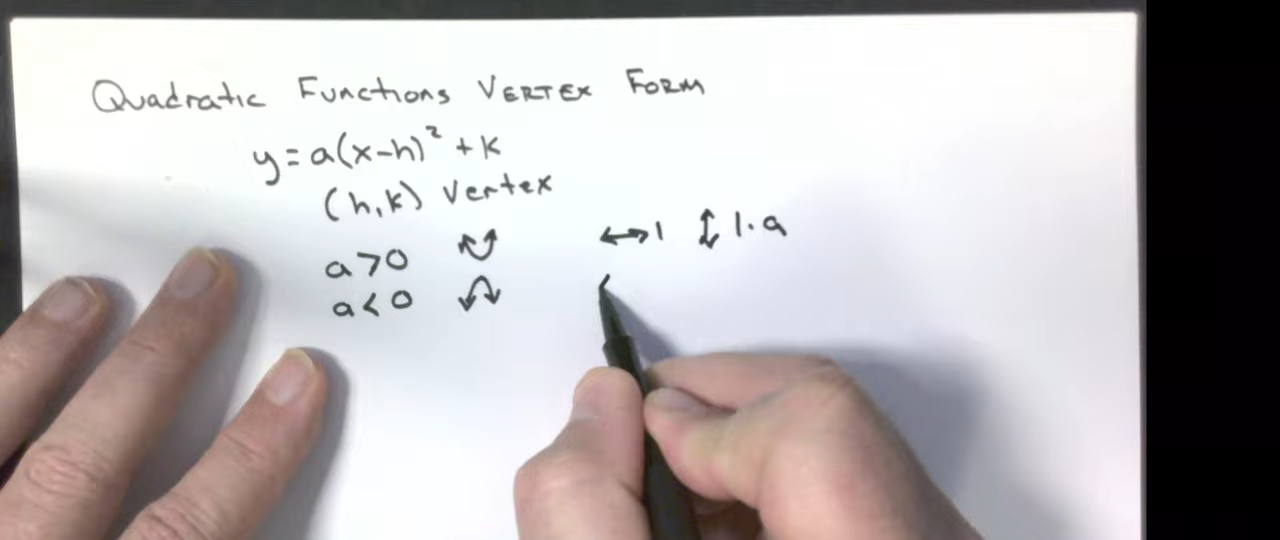 Quadratic Functions VERTEX FORM
y=a(x-h)² + k
(h,k) Vertex
a>0 ↔1 ↕1·a
a<0